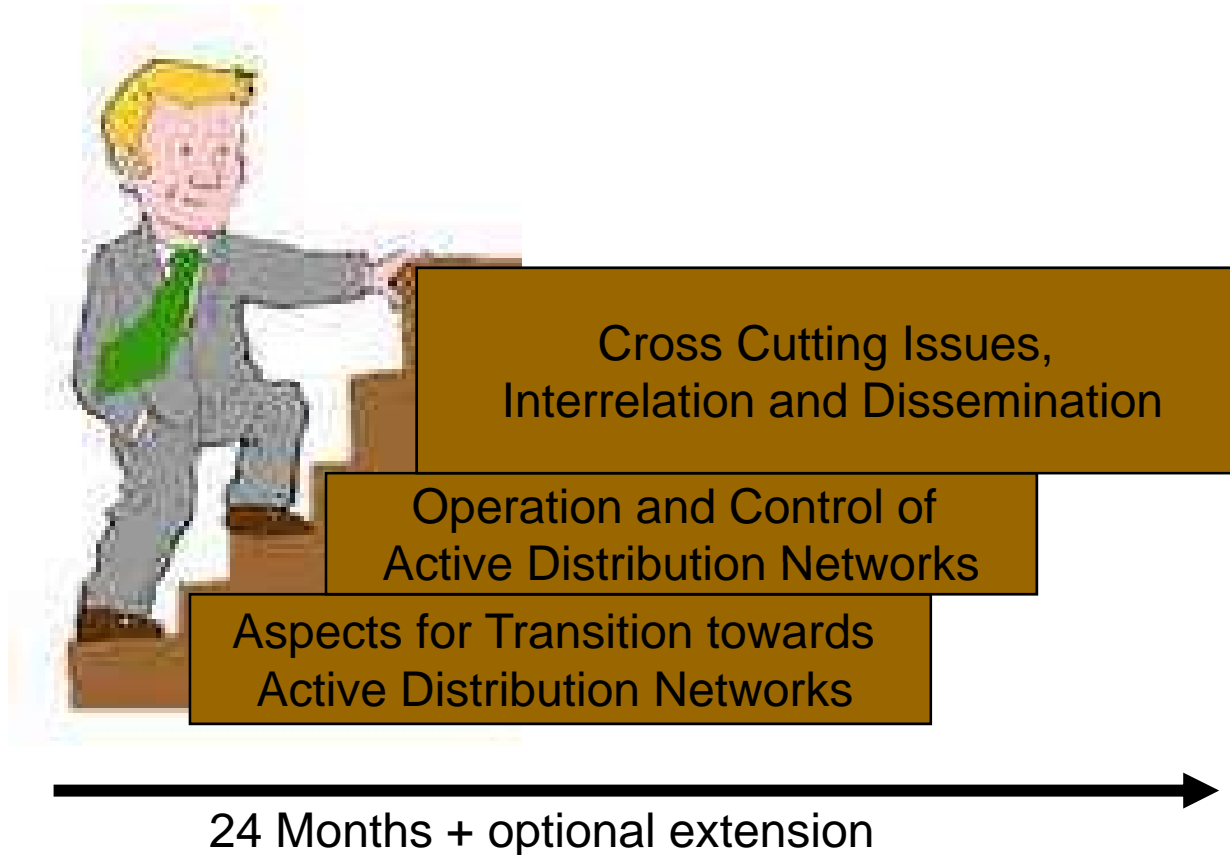 Cross Cutting Issues,
Interrelation and Dissemination
Operation and Control of
Active Distribution Networks
Aspects for Transition towards
Active Distribution Networks
24 Months + optional extension